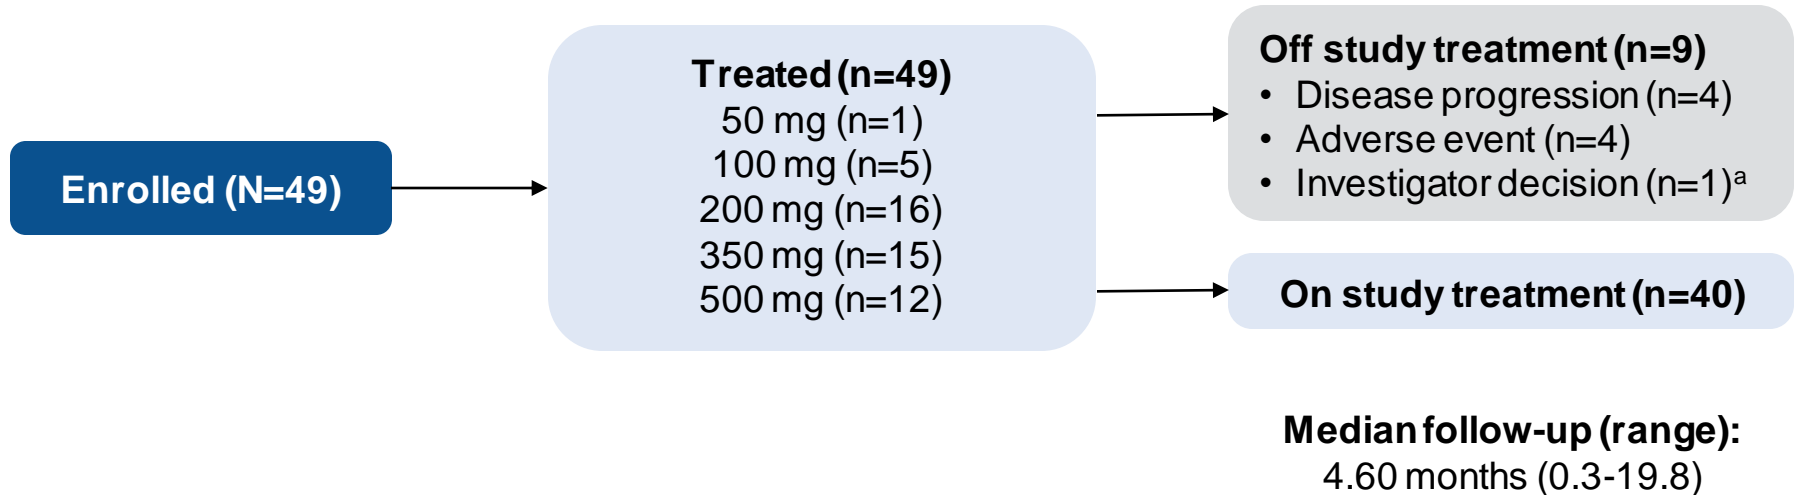 Enrolled (N=49)
Treated (n=49)
50 mg (n=1)
100 mg (n=5)
200 mg (n=16)
350 mg (n=15)
500 mg (n=12)
Off study treatment (n=9)
• Disease progression (n=4)
• Adverse event (n=4)
• Investigator decision (n=1)ᵃ
On study treatment (n=40)
Median follow-up (range):
4.60 months (0.3-19.8)